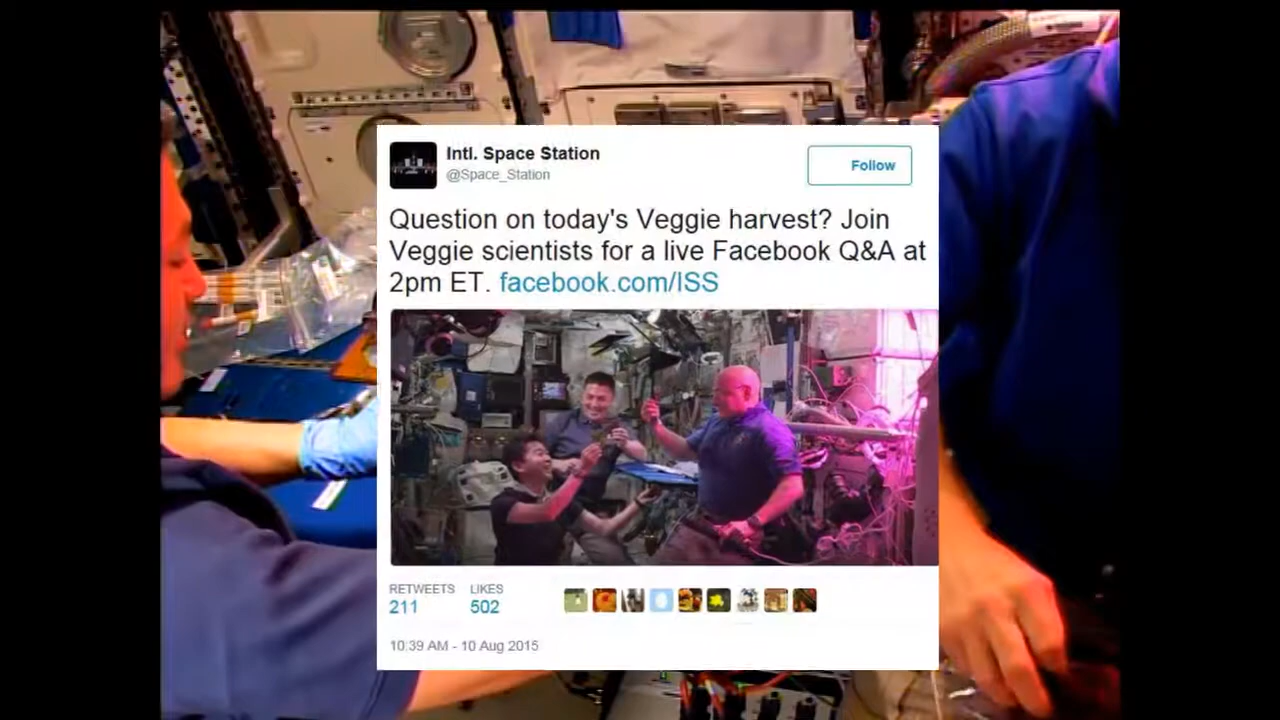 Intl. Space Station
@Space_Station
Follow
Question on today's Veggie harvest? Join
Veggie scientists for a live Facebook Q&A at
2pm ET. facebook.com/ISS
RETWEETS LIKES
211 502
10:39 AM - 10 Aug 2015